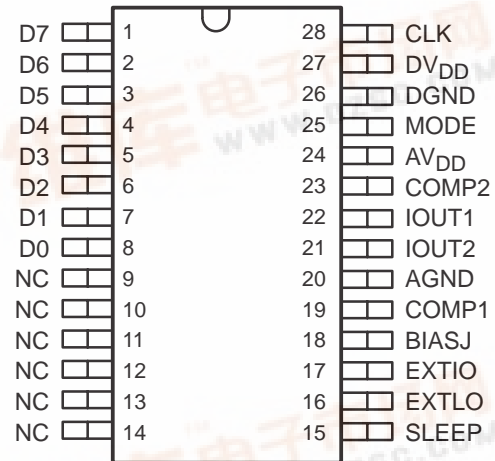 D7 1 28 CLK
D6 2 27 DVDD
D5 3 26 DGND
D4 4 25 MODE
D3 5 24 AVDD
D2 6 23 COMP2
D1 7 22 IOUT1
D0 8 21 IOUT2
NC 9 20 AGND
NC 10 19 COMP1
NC 11 18 BIASJ
NC 12 17 EXTIO
NC 13 16 EXTLO
NC 14 15 SLEEP